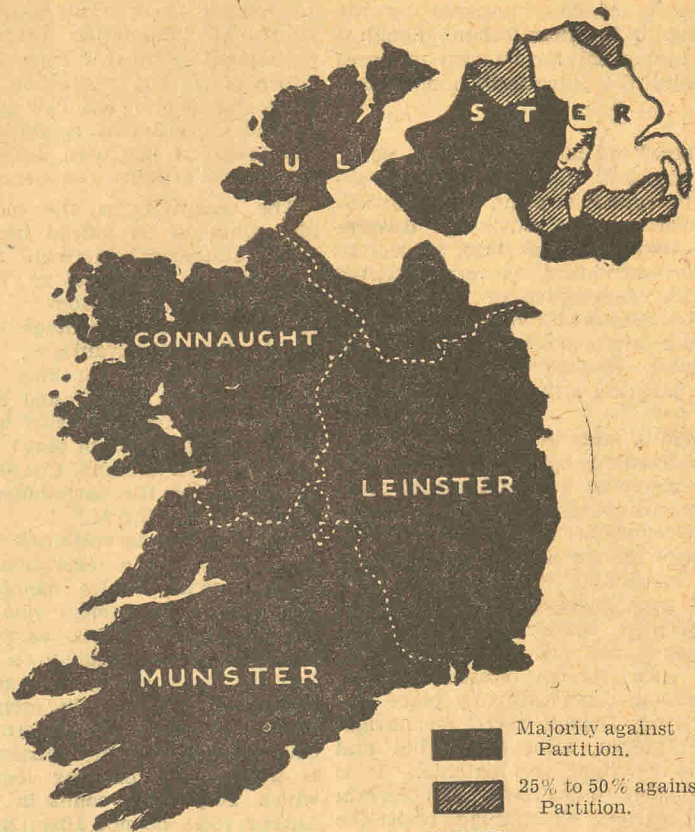 U L S T E R
CONNAUGHT
LEINSTER
MUNSTER
Majority against
Partition.
25% to 50% agains
Partition.